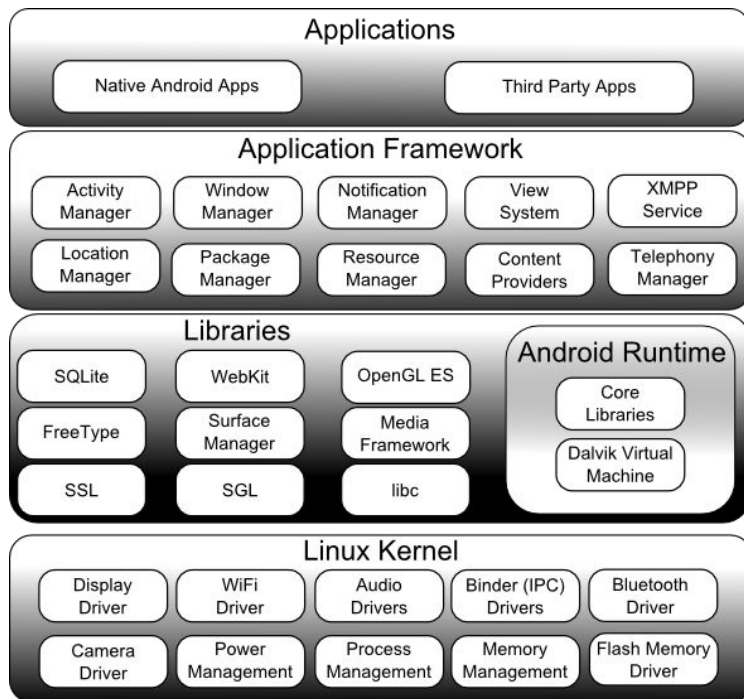 Applications
Native Android Apps
Third Party Apps
Application Framework
Activity
Manager
Window
Manager
Notification
Manager
View
System
XMPP
Service
Location
Manager
Package
Manager
Resource
Manager
Content
Providers
Telephony
Manager
Libraries
SQLite
WebKit
OpenGL ES
FreeType
Surface
Manager
Media
Framework
SSL
SGL
libc
Android Runtime
Core
Libraries
Dalvik Virtual
Machine
Linux Kernel
Display
Driver
WiFi
Driver
Audio
Drivers
Binder (IPC)
Drivers
Bluetooth
Driver
Camera
Driver
Power
Management
Process
Management
Memory
Management
Flash Memory
Driver